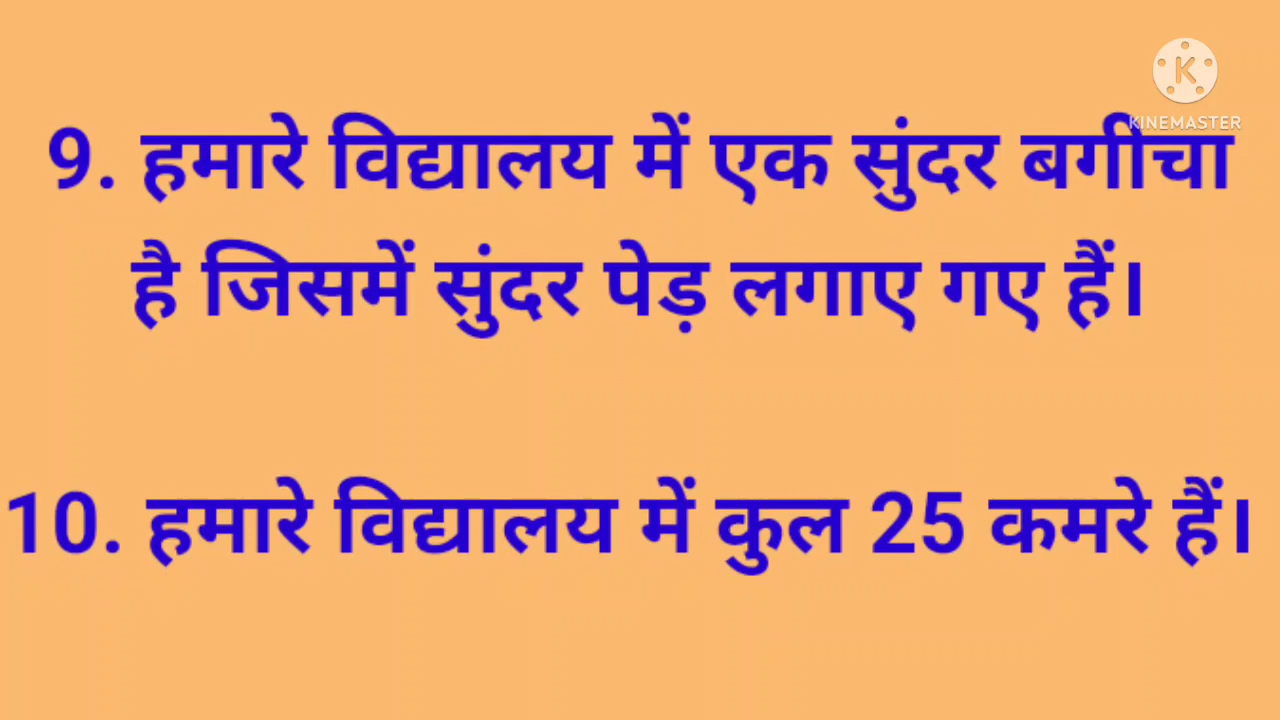 KINEMASTER
9. हमारे विद्यालय में एक सुंदर बगीचा
है जिसमें सुंदर पेड़ लगाए गए हैं।
10. हमारे विद्यालय में कुल 25 कमरे हैं।